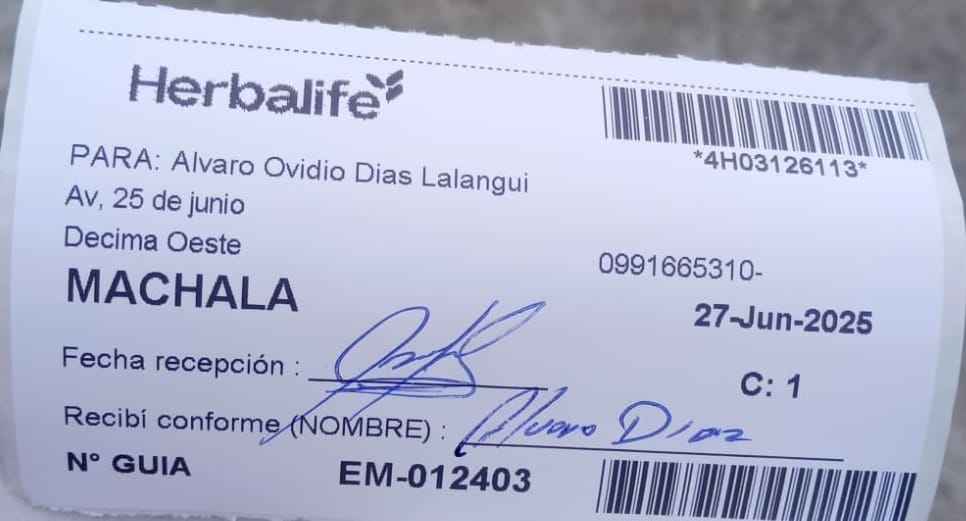 Herbalife
*4H03126113*
PARA: Alvaro Ovidio Dias Lalangui
Av, 25 de junio
Decima Oeste
0991665310-
MACHALA
27-Jun-2025
Fecha recepción :
C: 1
Recibí conforme (NOMBRE) : Alvaro Diaz
Nº GUIA EM-012403